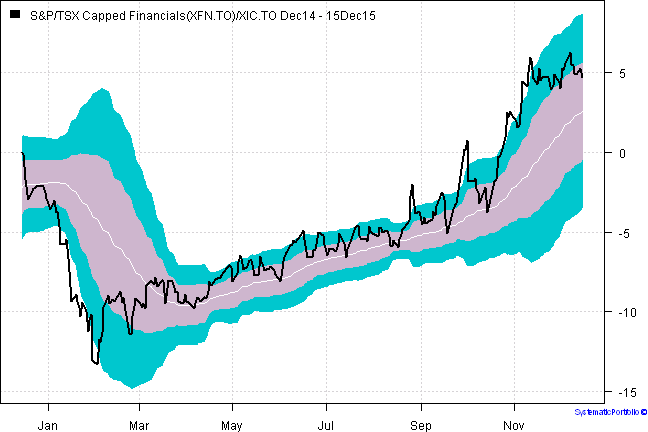 S&P/TSX Capped Financials(XFN.TO)/XIC.TO Dec14 - 15Dec15
5
0
-5
-10
-15
Jan Mar May Jul Sep Nov
SystematicPortfolio ©